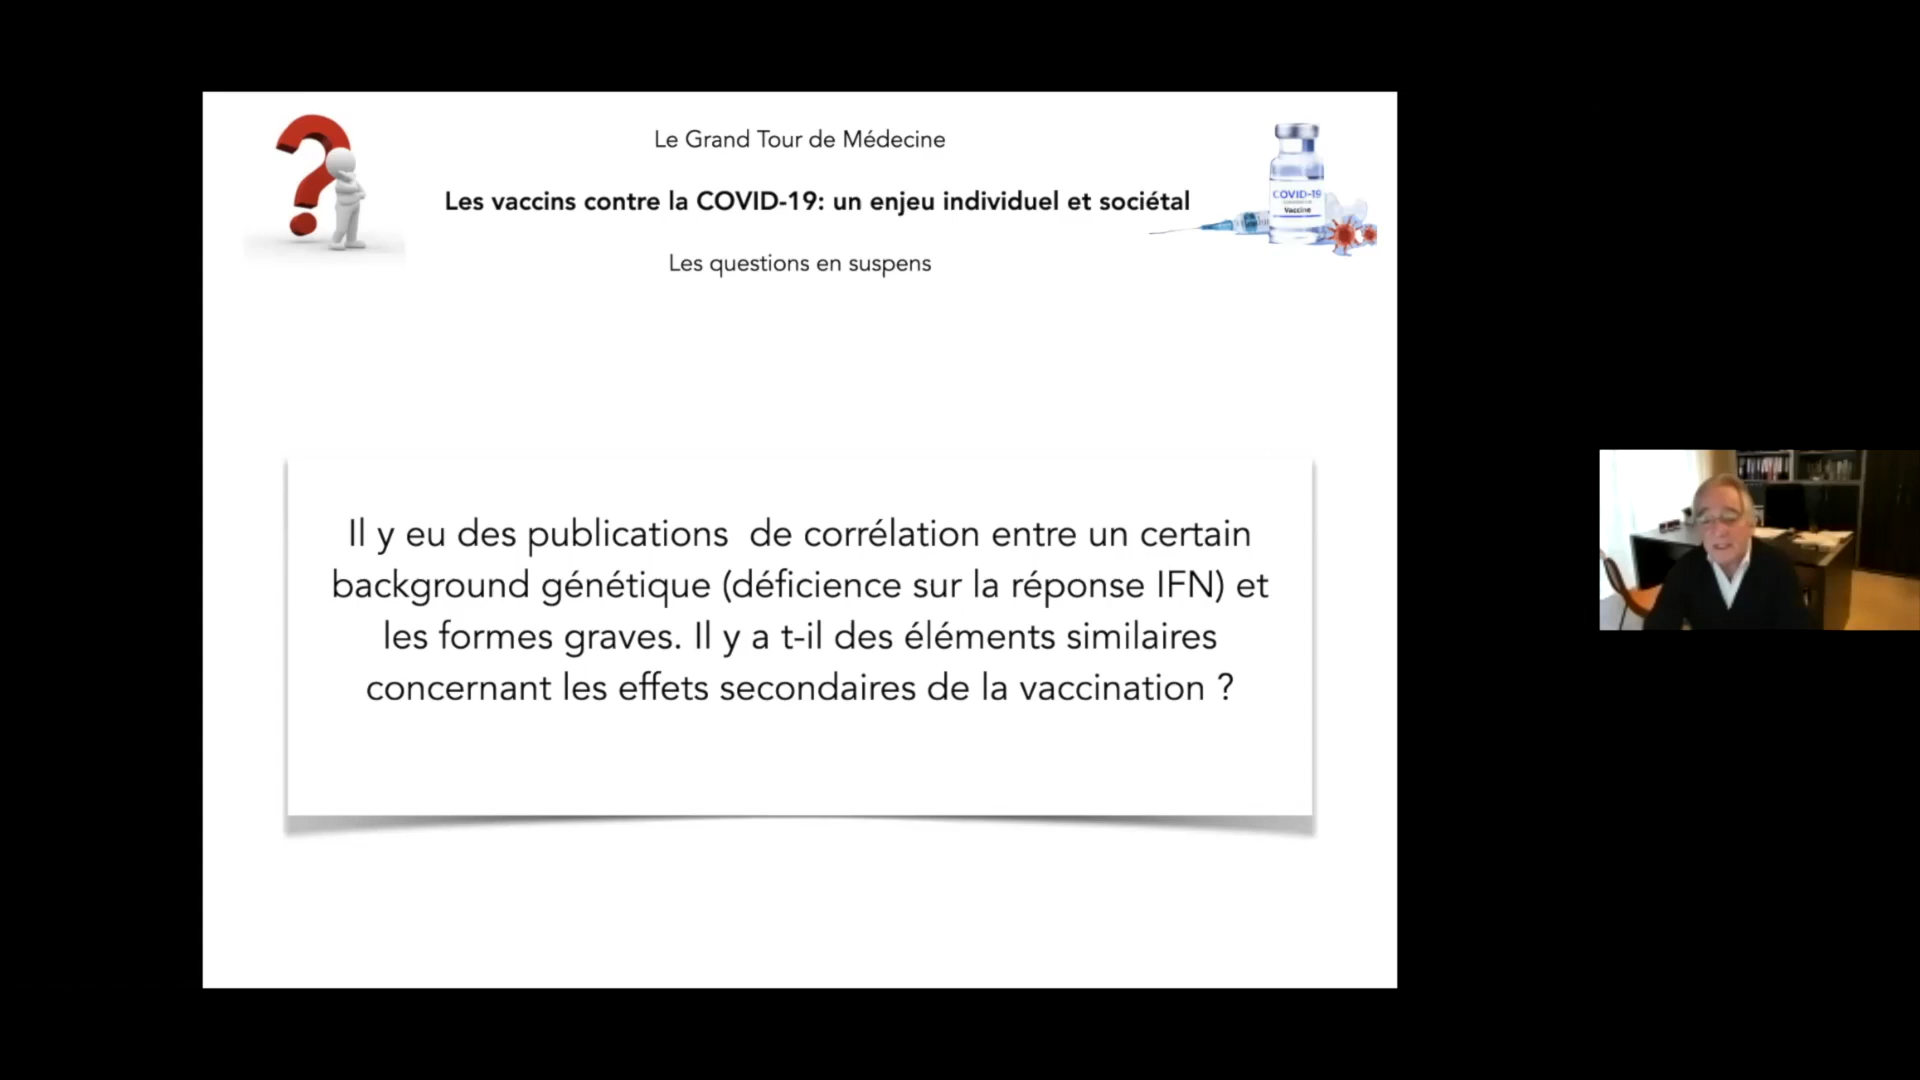 Le Grand Tour de Médecine
Les vaccins contre la COVID-19: un enjeu individuel et sociétal
COVID-19
Vaccine
Les questions en suspens
Il y eu des publications  de corrélation entre un certain
background génétique (déficience sur la réponse IFN) et
les formes graves. Il y a t-il des éléments similaires
concernant les effets secondaires de la vaccination ?